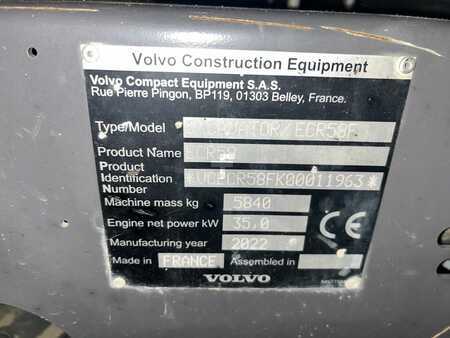 Volvo Construction Equipment
Volvo Compact Equipment S.A.S.
Rue Pierre Pingon, BP119, 01303 Belley, France.
Type/Model EXCAVATOR/ECR58F
Product Name ECR58
Product
Identification *VCECR58FK00011963*
Number
Machine mass kg 5840
Engine net power kW 35.0
Manufacturing year 2022
Made in FRANCE Assembled in
VOLVO
CE